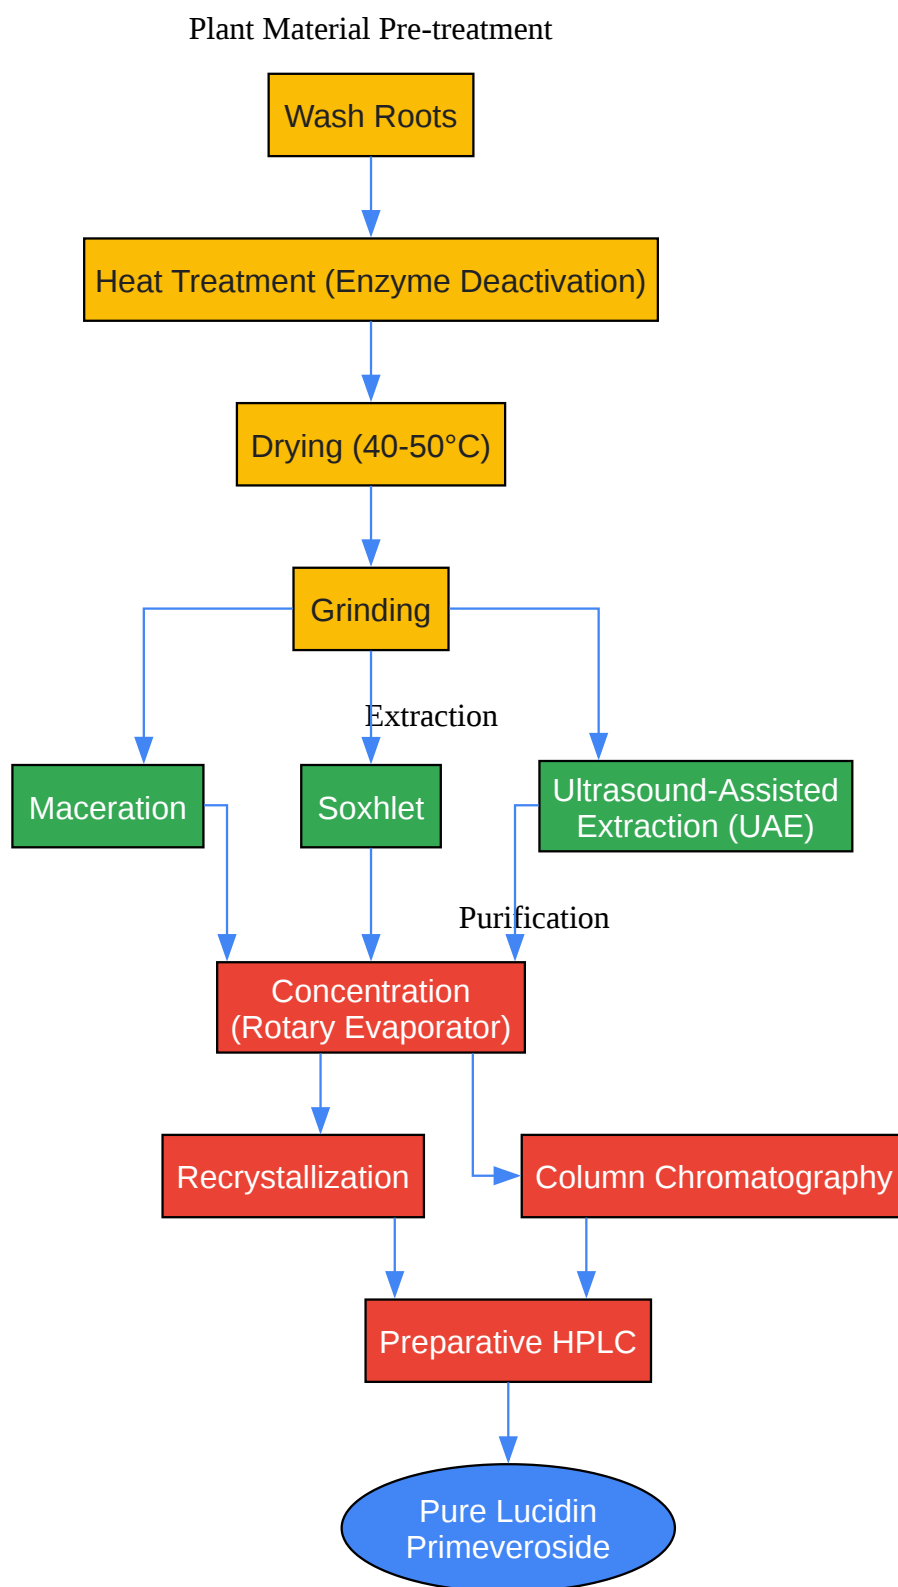 Plant Material Pre-treatment
Wash Roots
Heat Treatment (Enzyme Deactivation)
Drying (40-50°C)
Grinding
Extraction
Maceration
Soxhlet
Ultrasound-Assisted
Extraction (UAE)
Purification
Concentration
(Rotary Evaporator)
Recrystallization
Column Chromatography
Preparative HPLC
Pure Lucidin
Primeveroside